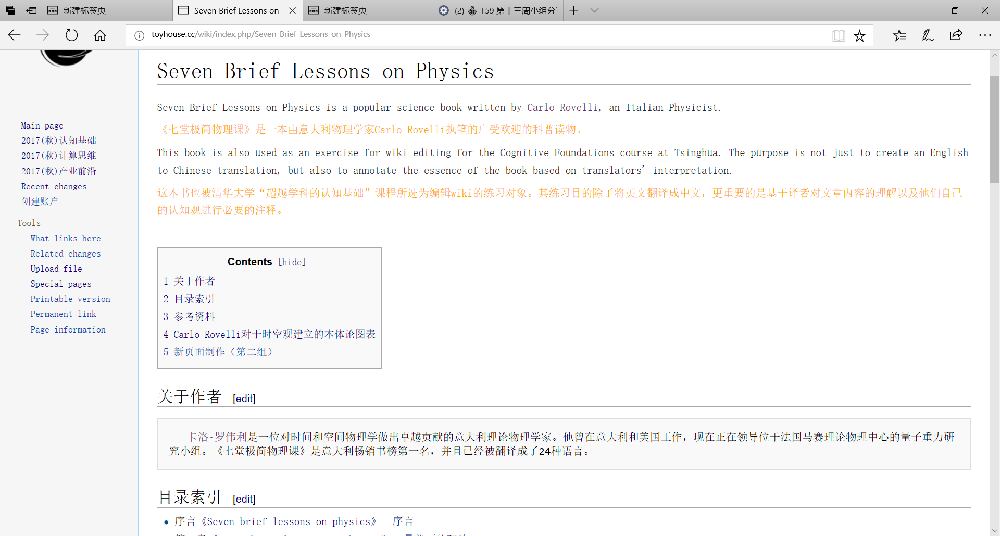 新建标签页
Seven Brief Lessons on
新建标签页
(2) T59 第十三周小组分
toyhouse.cc/wiki/index.php/Seven_Brief_Lessons_on_Physics
Main page
2017(秋)认知基础
2017(秋)计算思维
2017(秋)产业前沿
Recent changes
创建账户
Tools
What links here
Related changes
Upload file
Special pages
Printable version
Permanent link
Page information
Seven Brief Lessons on Physics
Seven Brief Lessons on Physics is a popular science book written by Carlo Rovelli, an Italian Physicist.
《七堂极简物理课》是一本由意大利物理学家Carlo Rovelli执笔的广受欢迎的科普读物。
This book is also used as an exercise for wiki editing for the Cognitive Foundations course at Tsinghua. The purpose is not just to create an English
to Chinese translation, but also to annotate the essence of the book based on translators' interpretation.
这本书也被清华大学“超越学科的认知基础”课程所选为编辑wiki的练习对象。其练习目的除了将英文翻译成中文，更重要的是基于译者对文章内容的理解以及他们自己
的认知观进行必要的注释。
Contents [hide]
1 关于作者
2 目录索引
3 参考资料
4 Carlo Rovelli对于时空观建立的本体论图表
5 新页面制作（第二组）
关于作者 [edit]
卡洛·罗伟利是一位对时间和空间物理学做出卓越贡献的意大利理论物理学家。他曾在意大利和美国工作，现在正在领导位于法国马赛理论物理中心的量子重力研
究小组。《七堂极简物理课》是意大利畅销书榜第一名，并且已经被翻译成了24种语言。
目录索引 [edit]
序言《Seven brief lessons on physics》--序言